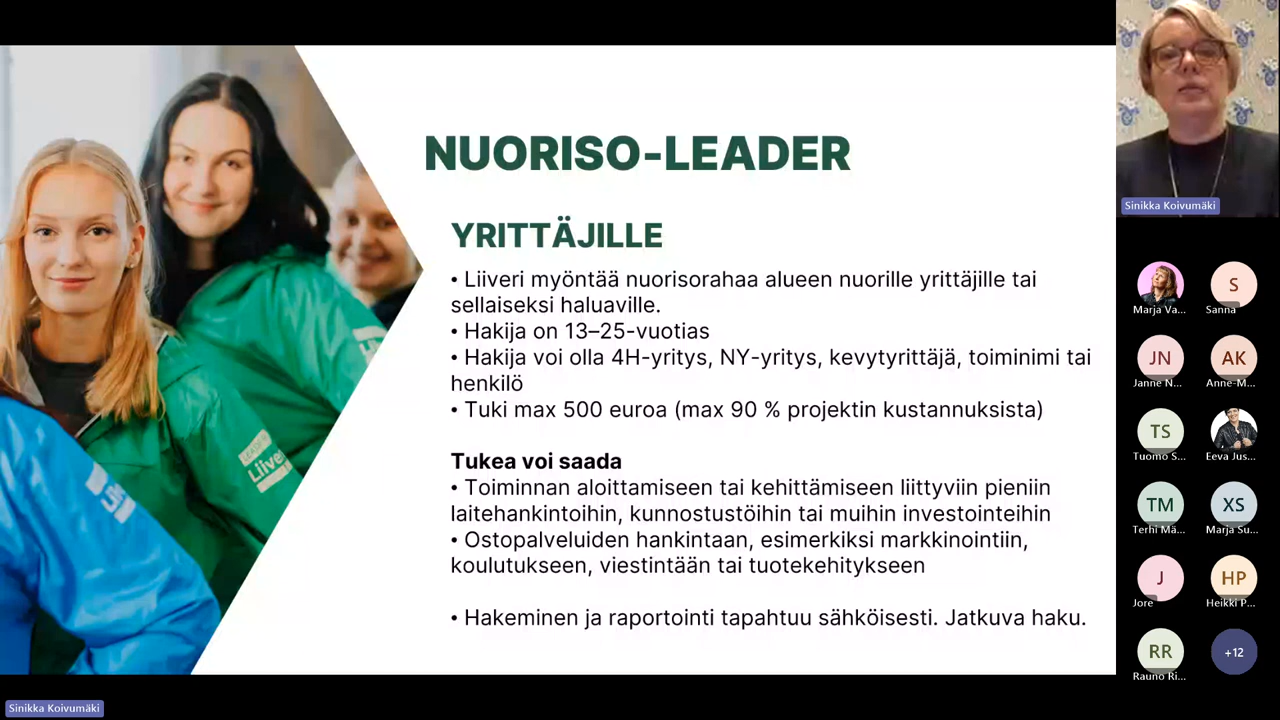 NUORISO-LEADER
YRITTÄJILLE
• Liiveri myöntää nuorisorahaa alueen nuorille yrittäjille tai
sellaiseksi haluaville.
• Hakija on 13–25-vuotias
• Hakija voi olla 4H-yritys, NY-yritys, kevytyrittäjä, toiminimi tai
henkilö
• Tuki max 500 euroa (max 90 % projektin kustannuksista)
Tukea voi saada
• Toiminnan aloittamiseen tai kehittämiseen liittyviin pieniin
laitehankintoihin, kunnostustöihin tai muihin investointeihin
• Ostopalveluiden hankintaan, esimerkiksi markkinointiin,
koulutukseen, viestintään tai tuotekehitykseen
• Hakeminen ja raportointi tapahtuu sähköisesti. Jatkuva haku.
LEADER
Liiveri
Sinikka Koivumäki
Marja Va...
S
Sanna
JN
Janne N...
AK
Anne-M...
TS
Tuomo S...
Eeva Jus...
TM
Terhi Mä...
XS
Marja Su...
J
Jore
HP
Heikki P...
RR
Rauno Ri...
+12
Sinikka Koivumäki